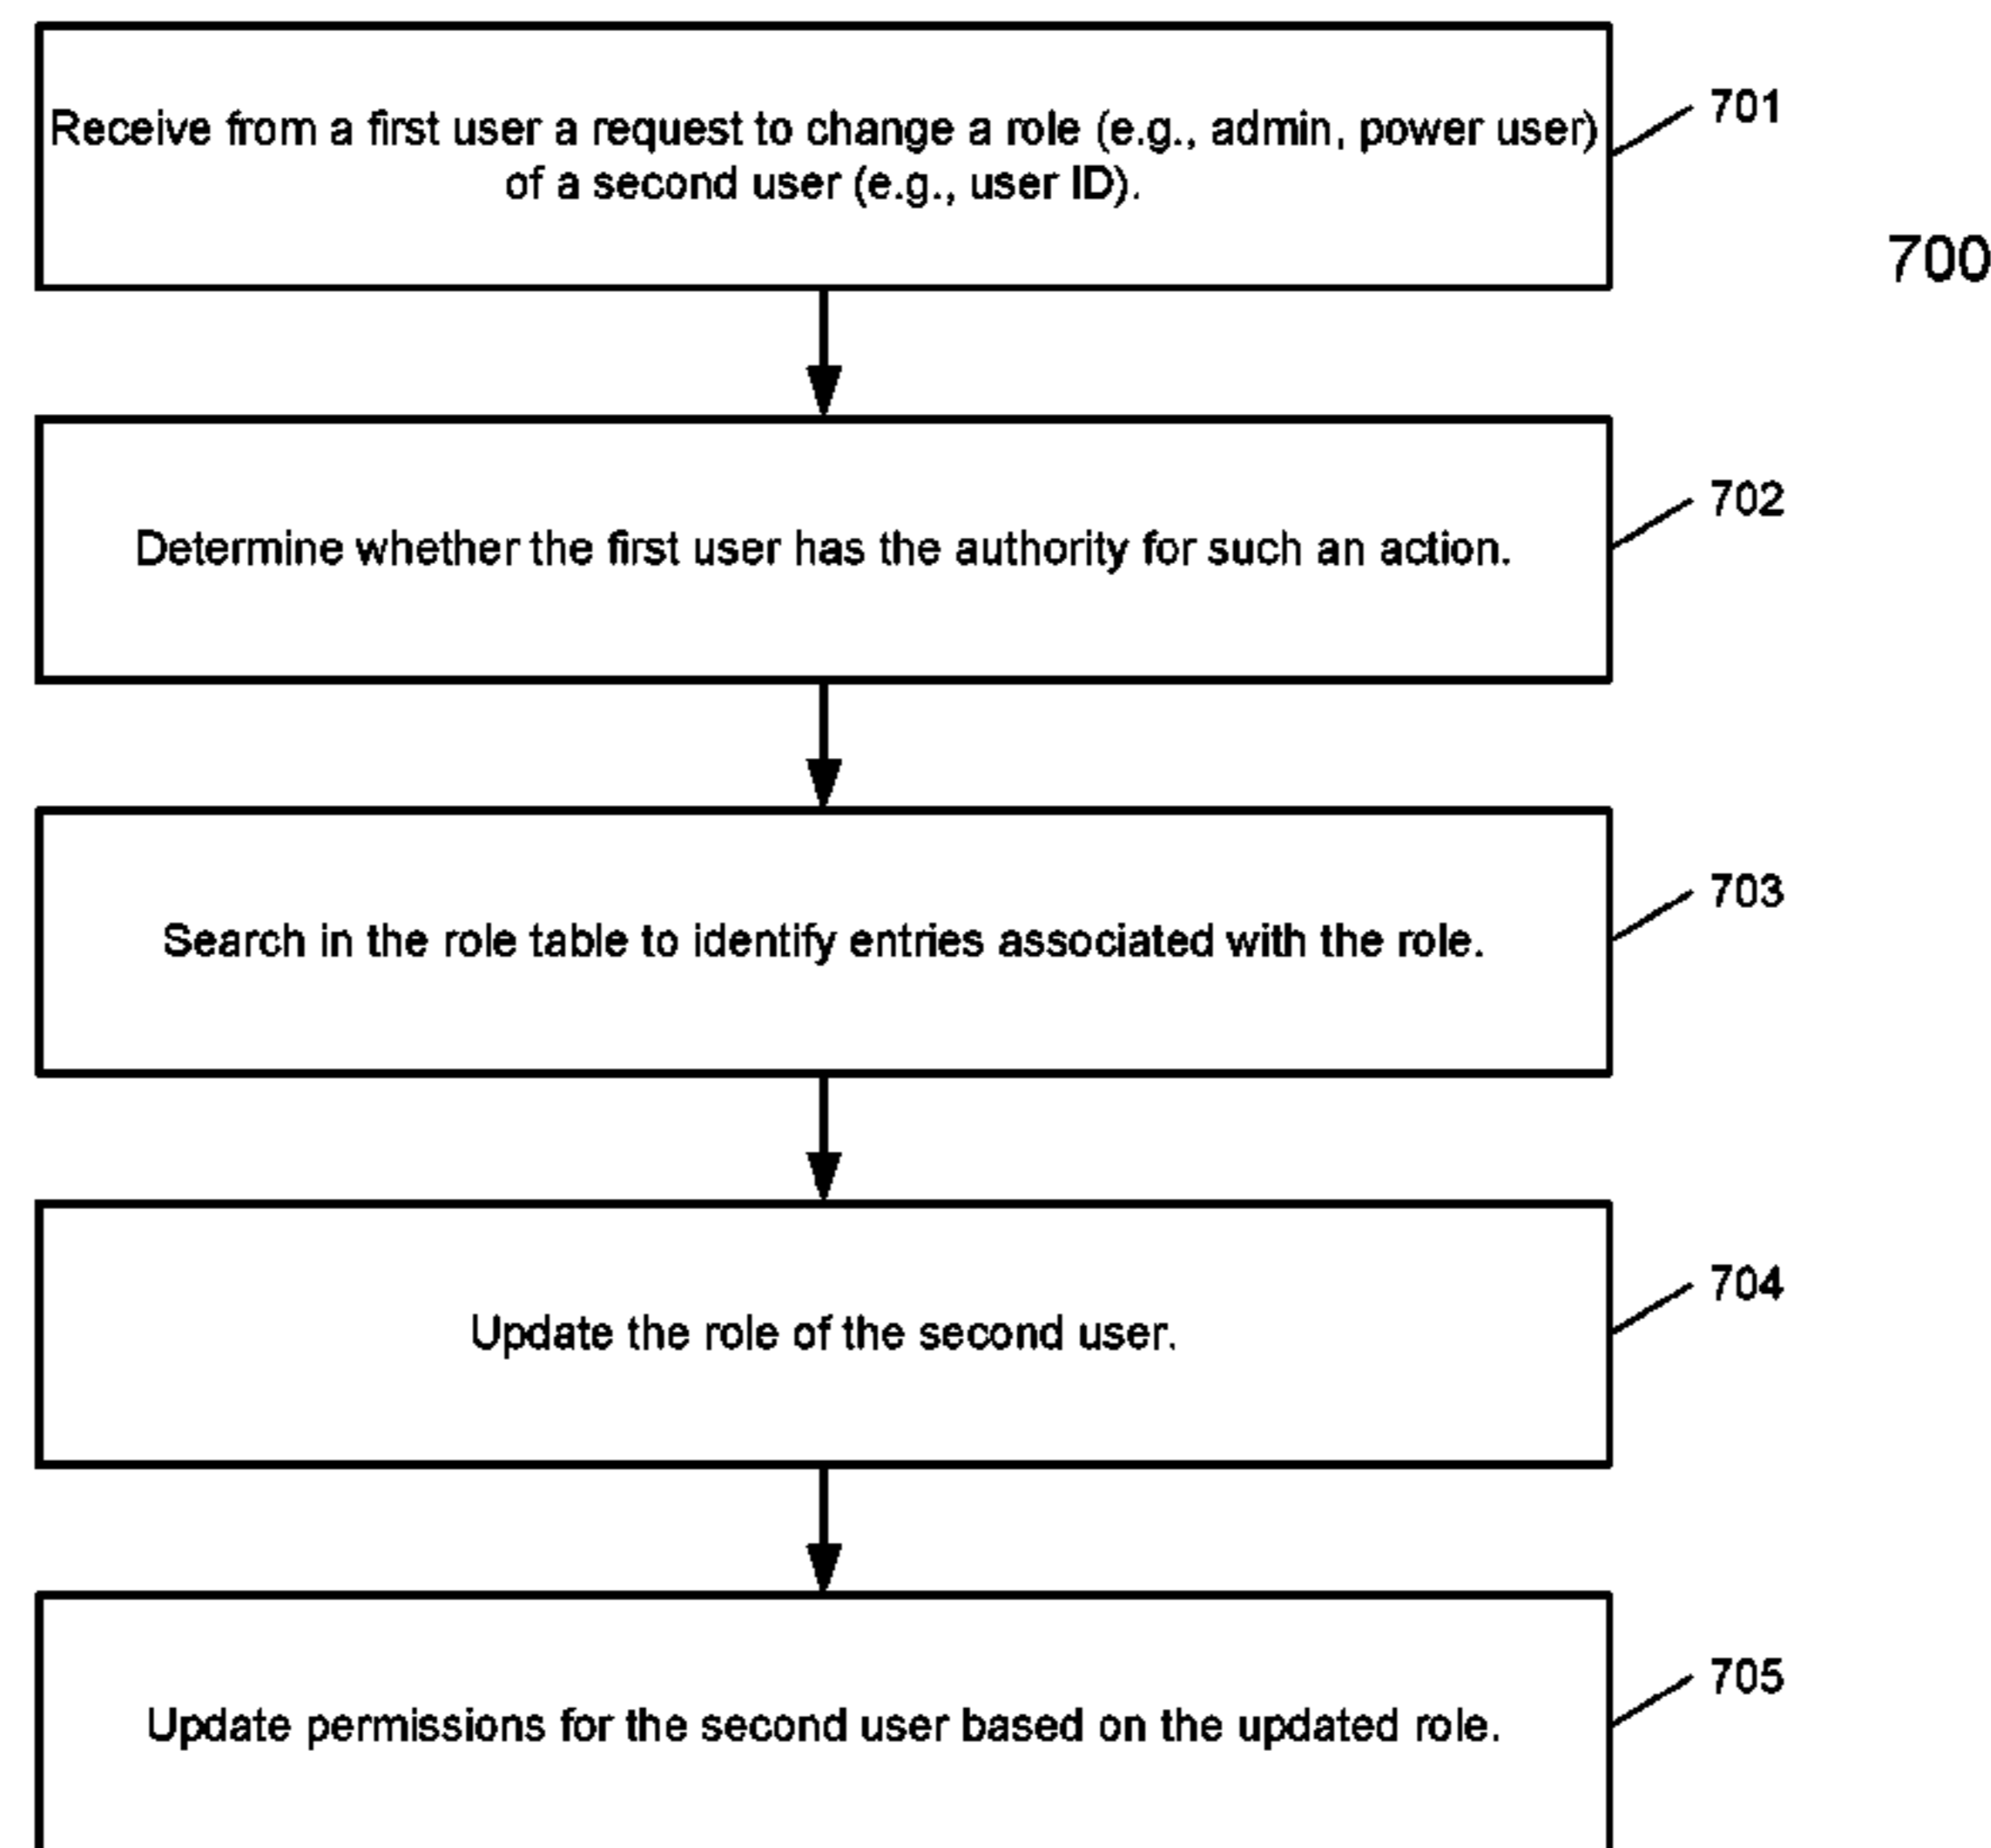 Receive from a first user a request to change a role (e.g., admin, power user)
of a second user (e.g., user ID).
701
700
Determine whether the first user has the authority for such an action.
702
Search in the role table to identify entries associated with the role.
703
Update the role of the second user.
704
Update permissions for the second user based on the updated role.
705